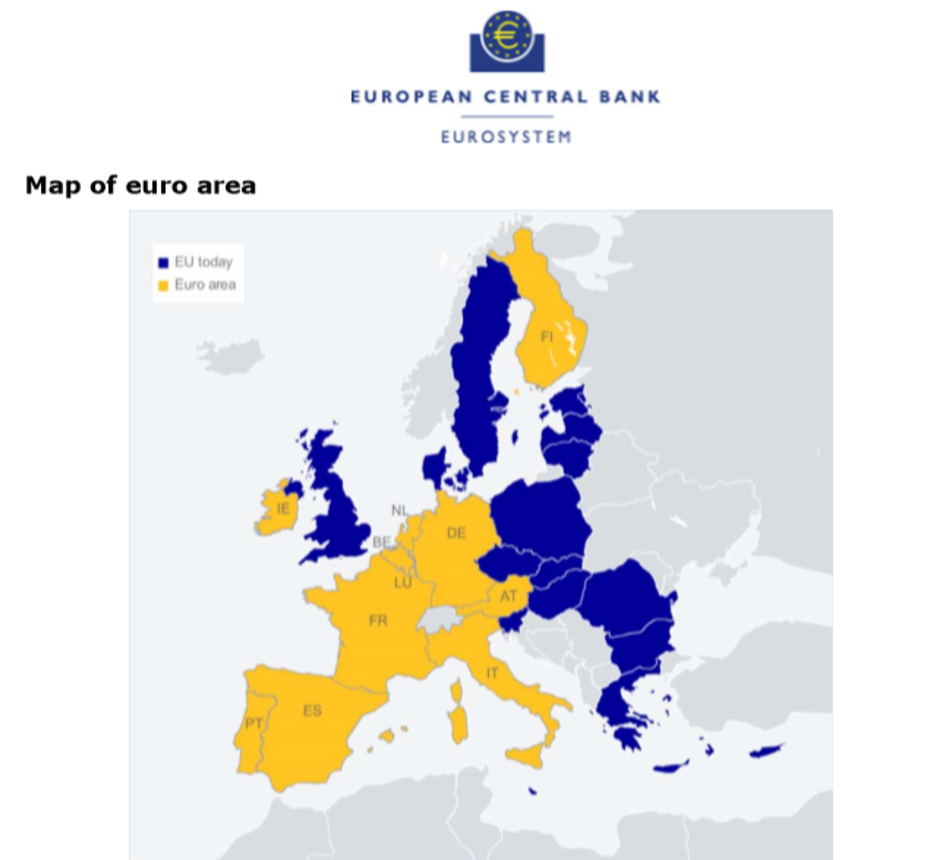 €
EUROPEAN CENTRAL BANK
EUROSYSTEM
Map of euro area
EU today
Euro area
FI
IE
NL
DE
BE
LU
AT
FR
IT
ES
PT